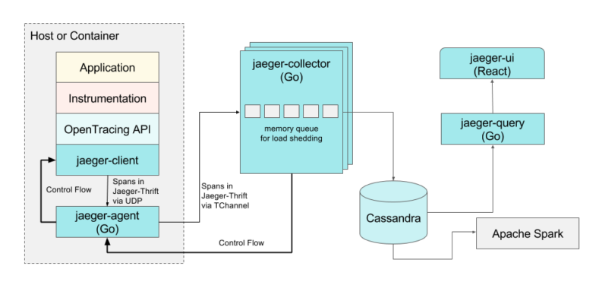 Host or Container
Application
Instrumentation
OpenTracing API
jaeger-client
Control Flow
Spans in
Jaeger-Thrift
via UDP
jaeger-agent
(Go)
Spans in
Jaeger-Thrift
via TChannel
Control Flow
jaeger-collector
(Go)
memory queue
for load shedding
Cassandra
jaeger-ui
(React)
jaeger-query
(Go)
Apache Spark